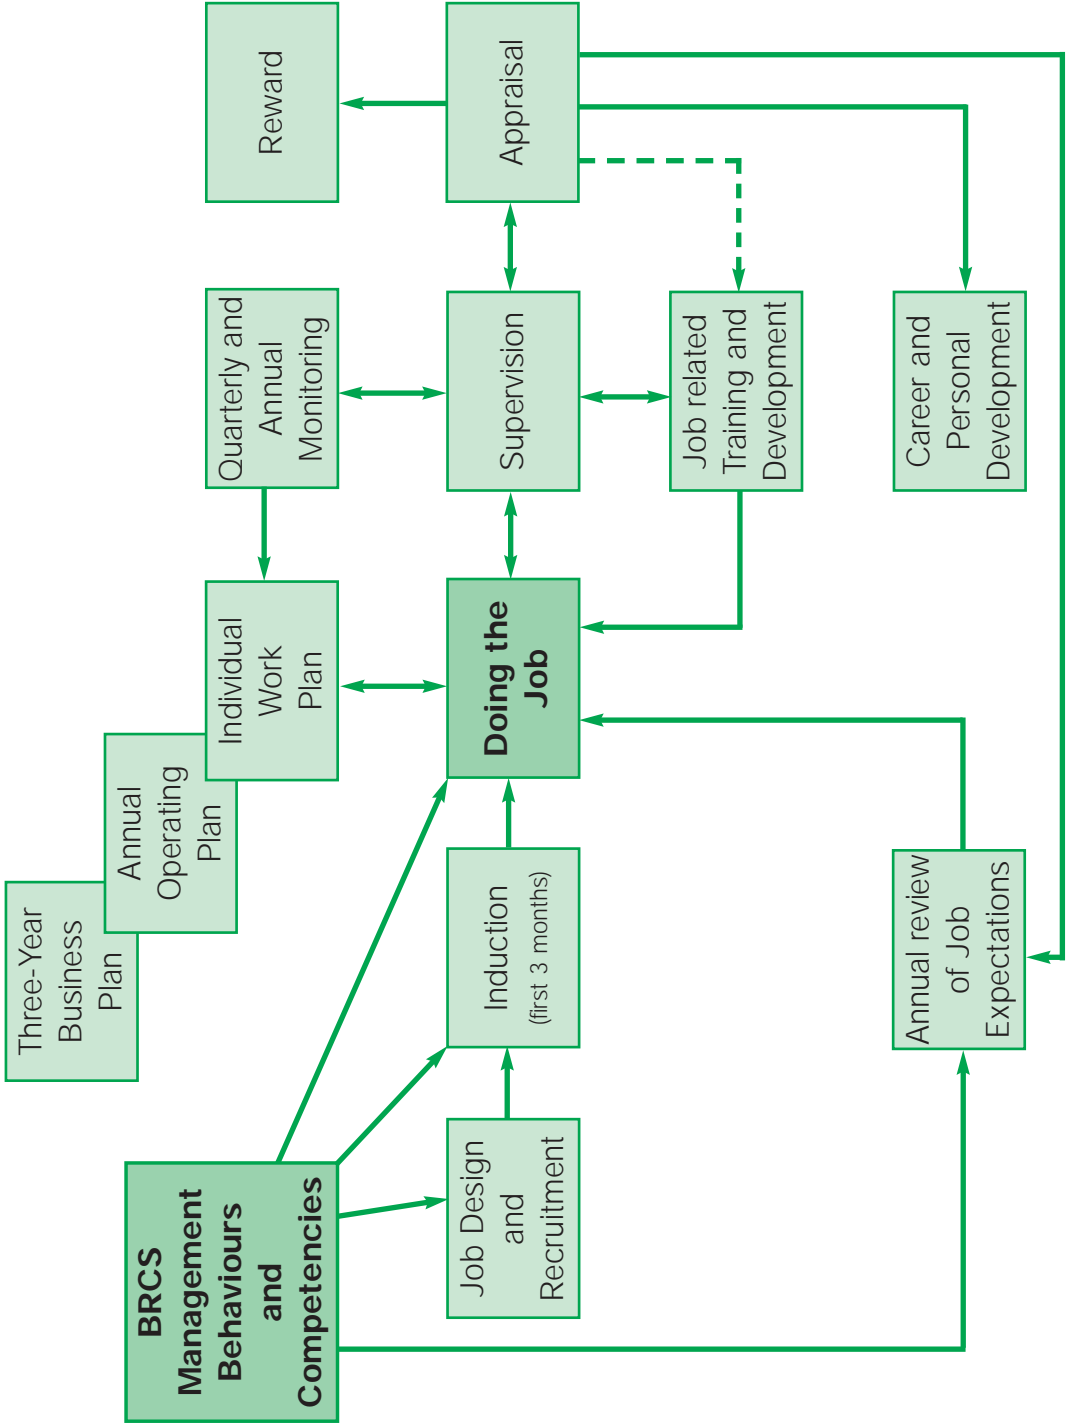 BRCS
Management
Behaviours
and
Competencies
Three-Year
Business
Plan
Annual
Operating
Plan
Individual
Work
Plan
Quarterly and
Annual
Monitoring
Reward
Job Design
and
Recruitment
Induction
(first 3 months)
Doing the
Job
Supervision
Appraisal
Job related
Training and
Development
Annual review
of Job
Expectations
Career and
Personal
Development